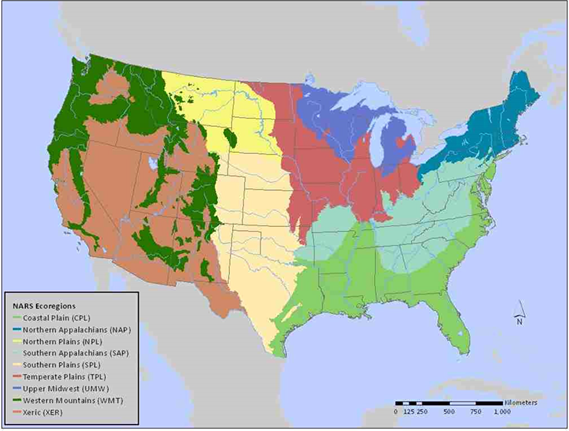 NARS Ecoregions
Coastal Plain (CPL)
Northern Appalachians (NAP)
Northern Plains (NPL)
Southern Appalachians (SAP)
Southern Plains (SPL)
Temperate Plains (TPL)
Upper Midwest (UMW)
Western Mountains (WMT)
Xeric (XER)
N
Kilometers
0 125 250 500 750 1,000